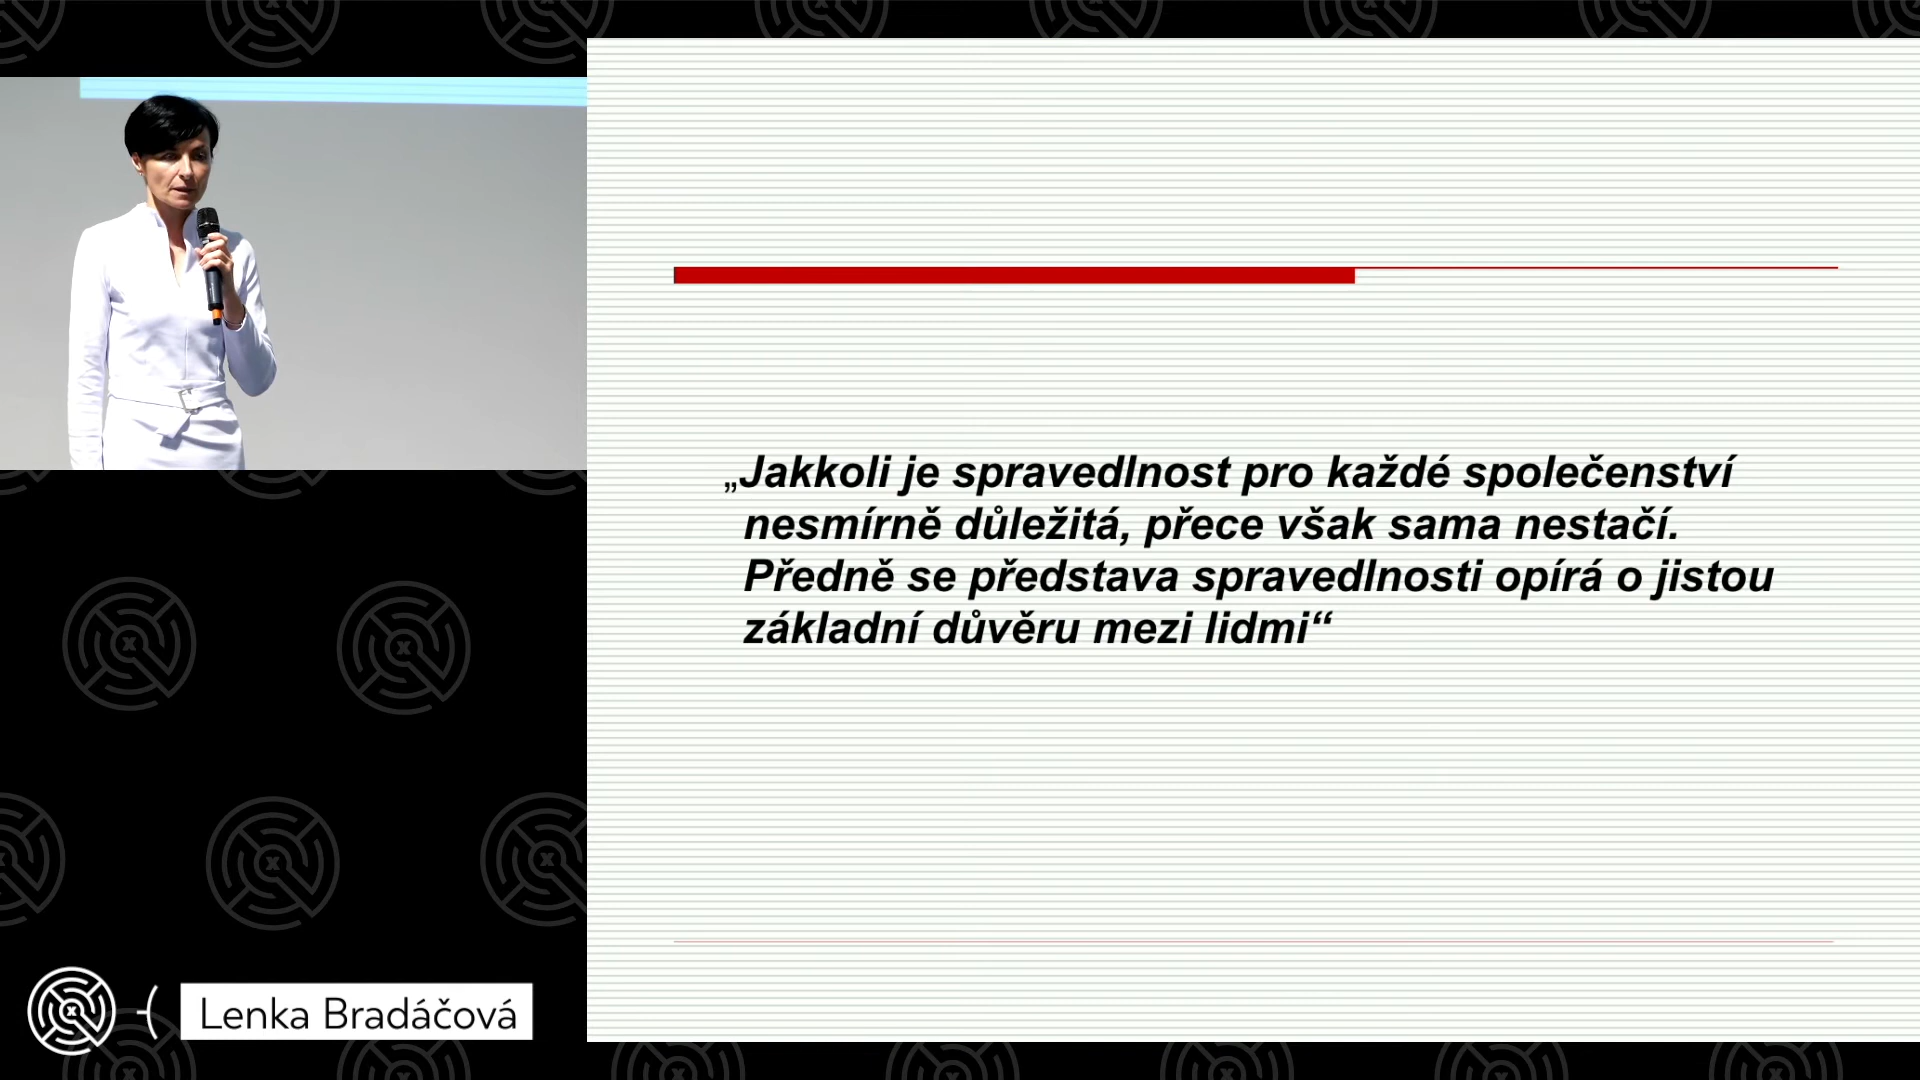 „Jakkoli je spravedlnost pro každé společenství
nesmírně důležitá, přece však sama nestačí.
Předně se představa spravedlnosti opírá o jistou
základní důvěru mezi lidmi“
Lenka Bradáčová